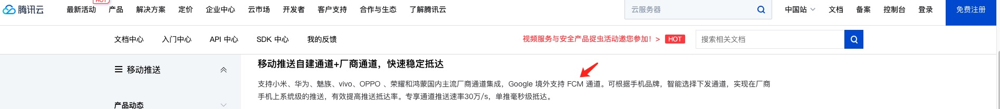 HOT
腾讯云 最新活动 产品 解决方案 定价 企业中心 云市场 开发者 客户支持 合作与生态 了解腾讯云 云服务器 中国站 文档 备案 控制台 登录 免费注册
文档中心 入门中心 API 中心 SDK 中心 我的反馈 视频服务与安全产品捉虫活动邀您参加！> HOT 搜索相关文档
移动推送
产品动态
移动推送自建通道+厂商通道，快速稳定抵达
支持小米、华为、魅族、vivo、OPPO 、荣耀和鸿蒙国内主流厂商通道集成，Google 境外支持 FCM 通道。可根据手机品牌，智能选择下发通道，实现在厂商
手机上系统级的推送，有效提高推送抵达率。专享通道推送速率30万/s，单推毫秒级抵达。